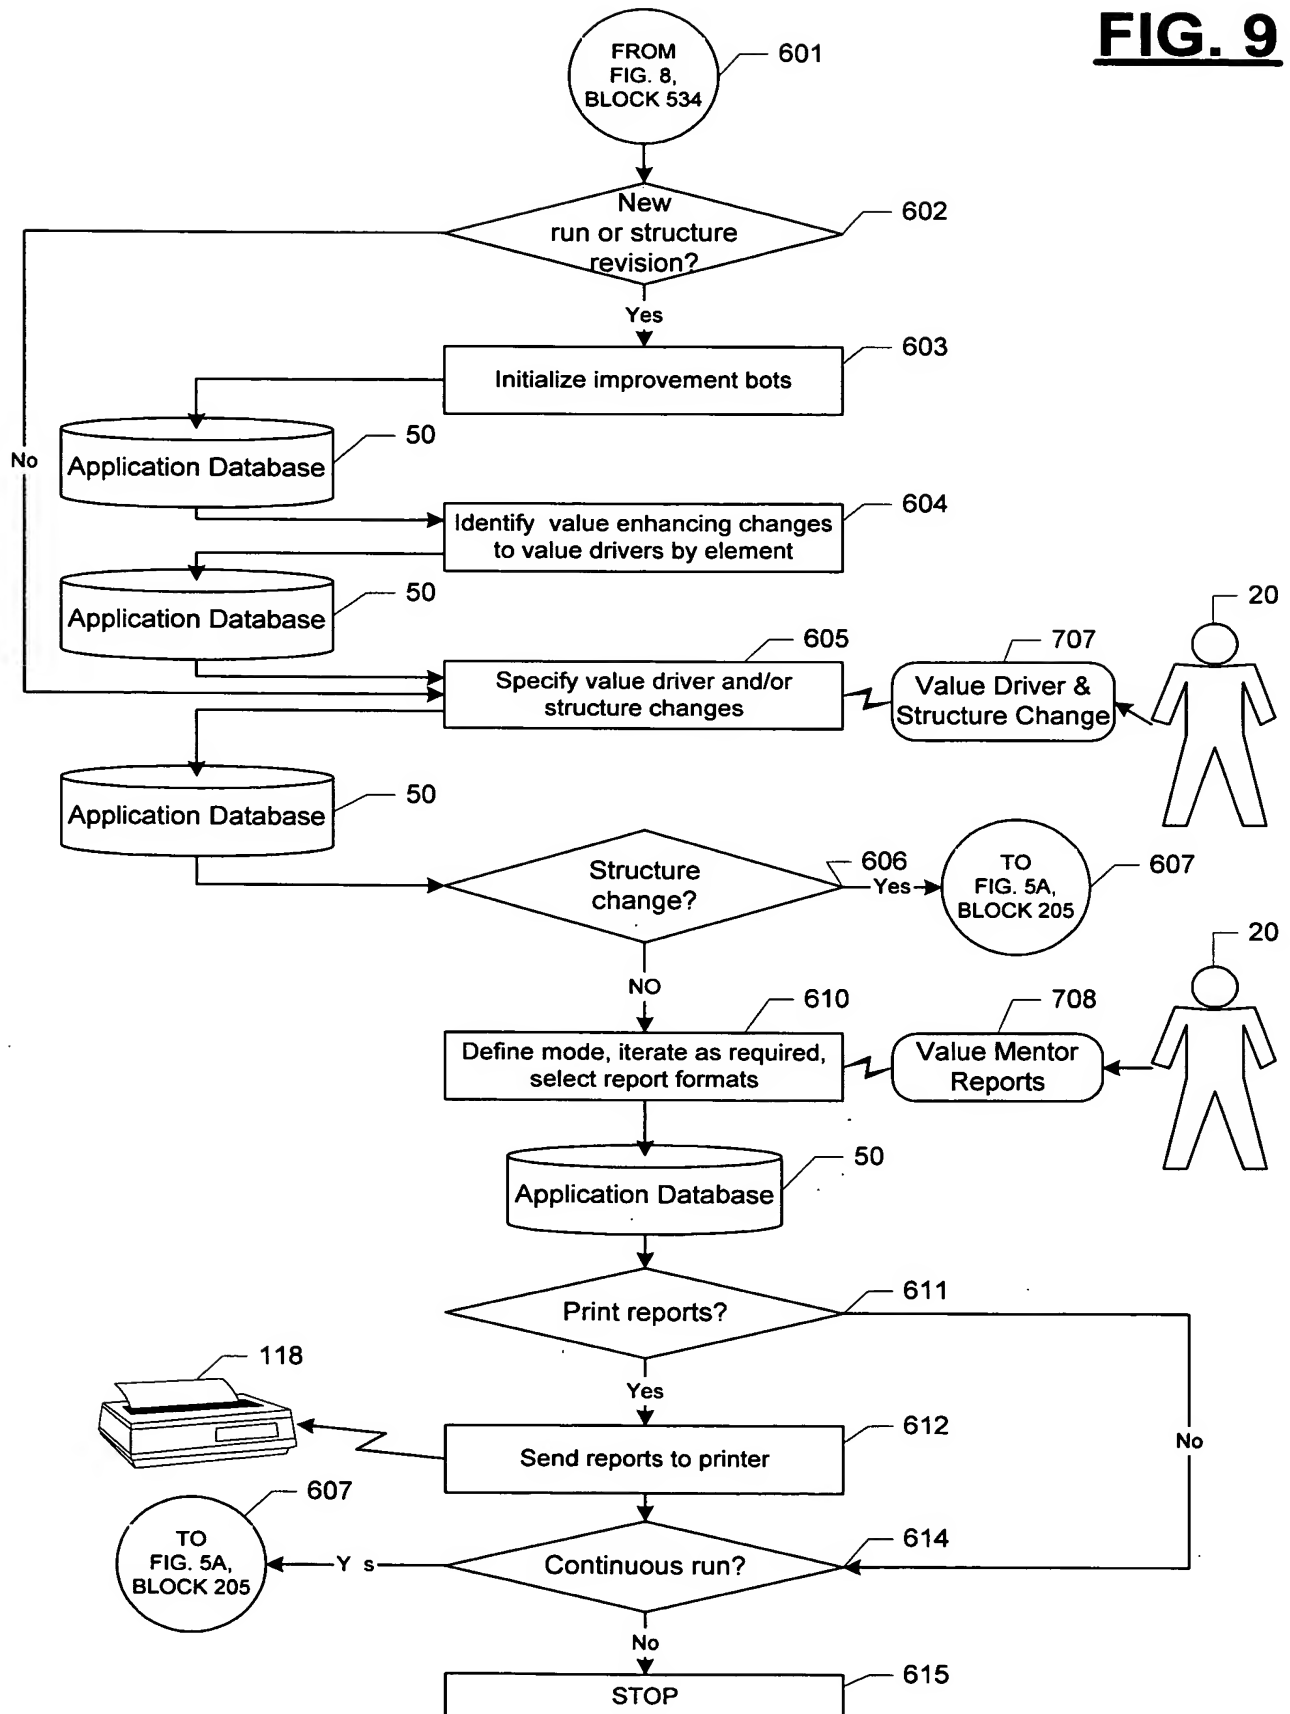 FIG. 9
FROM
FIG. 8,
BLOCK 534
601
New
run or structure
revision?
602
Yes
603
Initialize improvement bots
No
50
Application Database
604
Identify value enhancing changes
to value drivers by element
50
Application Database
20
605
707
Specify value driver and/or
structure changes
Value Driver &
Structure Change
50
Application Database
Structure
change?
606
Yes
TO
FIG. 5A,
BLOCK 205
607
20
NO
610
708
Define mode, iterate as required,
select report formats
Value Mentor
Reports
50
Application Database
611
Print reports?
118
Yes
612
Send reports to printer
No
607
TO
FIG. 5A,
BLOCK 205
Y s
Continuous run?
614
No
615
STOP